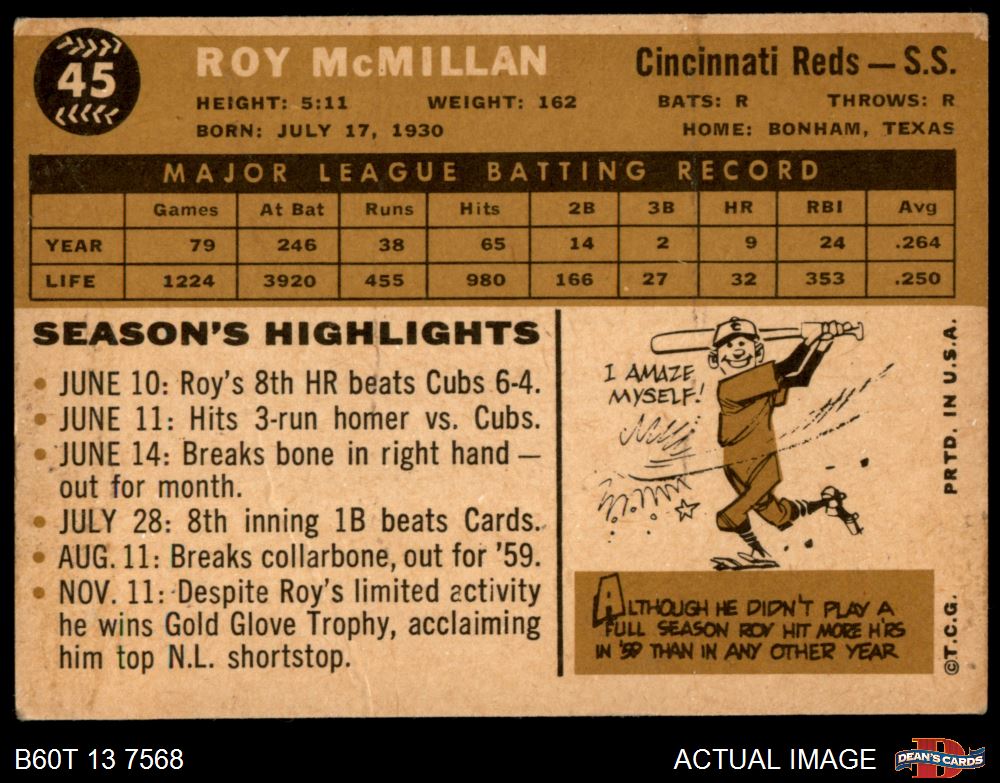 45
ROY McMILLAN
Cincinnati Reds — S.S.
HEIGHT: 5:11 WEIGHT: 162 BATS: R THROWS: R
BORN: JULY 17, 1930 HOME: BONHAM, TEXAS
MAJOR LEAGUE BATTING RECORD
Games At Bat Runs Hits 2B 3B HR RBI Avg
YEAR 79 246 38 65 14 2 9 24 .264
LIFE 1224 3920 455 980 166 27 32 353 .250
SEASON'S HIGHLIGHTS
• JUNE 10: Roy's 8th HR beats Cubs 6-4.
• JUNE 11: Hits 3-run homer vs. Cubs.
• JUNE 14: Breaks bone in right hand —
out for month.
• JULY 28: 8th inning 1B beats Cards.
• AUG. 11: Breaks collarbone, out for '59.
• NOV. 11: Despite Roy's limited activity
he wins Gold Glove Trophy, acclaiming
him top N.L. shortstop.
C
I AMAZE
MYSELF!
ALTHOUGH HE DIDN'T PLAY A
FULL SEASON ROY HIT MORE HRS
IN '59 THAN IN ANY OTHER YEAR
©T.C.G. PRTD. IN U.S.A.
B60T 13 7568
ACTUAL IMAGE
D
DEAN'S CARDS